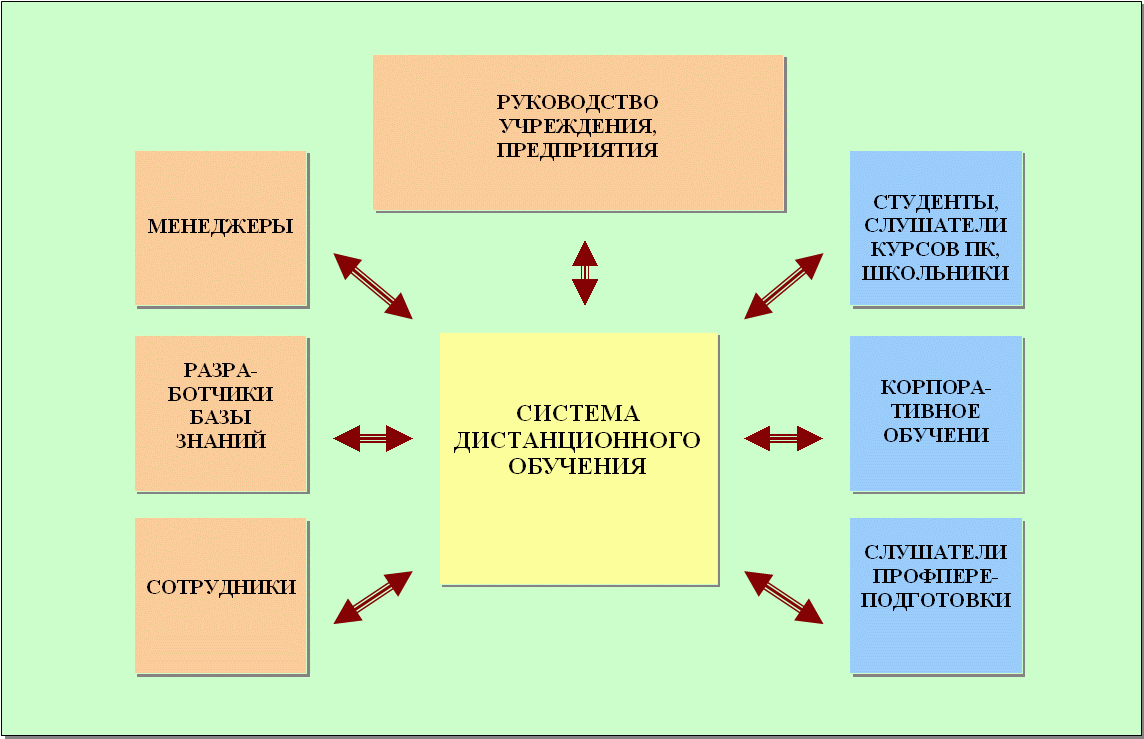 РУКОВОДСТВО
УЧРЕЖДЕНИЯ,
ПРЕДПРИЯТИЯ
МЕНЕДЖЕРЫ
СТУДЕНТЫ,
СЛУШАТЕЛИ
КУРСОВ ПК,
ШКОЛЬНИКИ
РАЗРА-
БОТЧИКИ
БАЗЫ
ЗНАНИЙ
СИСТЕМА
ДИСТАНЦИОННОГО
ОБУЧЕНИЯ
КОРПОРА-
ТИВНОЕ
ОБУЧЕНИ
СОТРУДНИКИ
СЛУШАТЕЛИ
ПРОФПЕРЕ-
ПОДГОТОВКИ